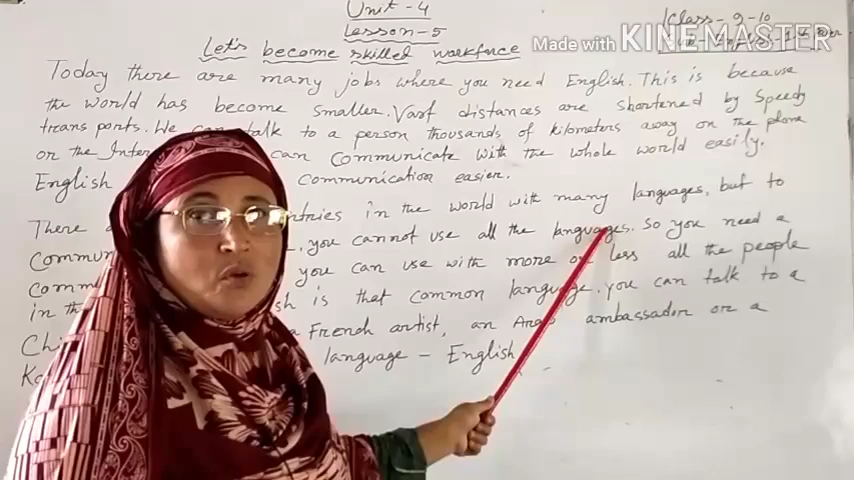 Unit - 4
Lesson - 5
Class - 9-10
Made with KINEMASTER
Let's become skilled workforce
Today there are many jobs where you need English. This is because
the world has become smaller. Vast distances are shortened by speedy
transports. We can talk to a person thousands of kilometers away on the phone
or the Inter can communicate with the whole world easily.
English communication easier.
There ntries in the world with many languages, but to
Commun , you cannot use all the languages. So you need a
comm you can use with more or less all the people
in th sh is that common language. you can talk to a
Chi a French artist, an Arab ambassador or a
K language - English